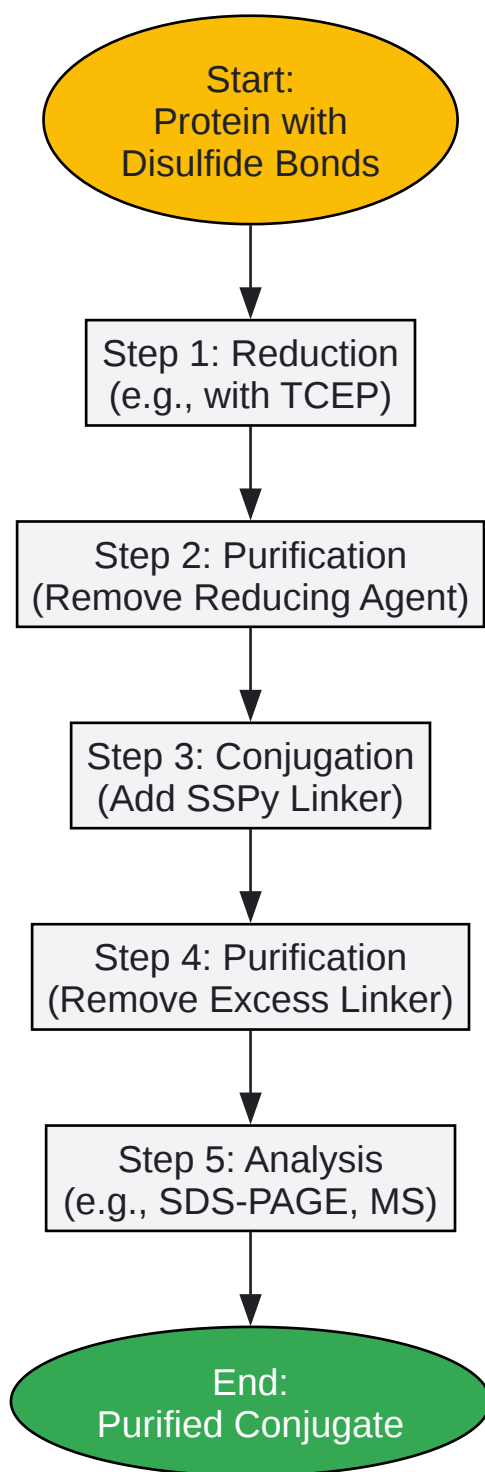 Start:
Protein with
Disulfide Bonds
Step 1: Reduction
(e.g., with TCEP)
Step 2: Purification
(Remove Reducing Agent)
Step 3: Conjugation
(Add SSPy Linker)
Step 4: Purification
(Remove Excess Linker)
Step 5: Analysis
(e.g., SDS-PAGE, MS)
End:
Purified Conjugate